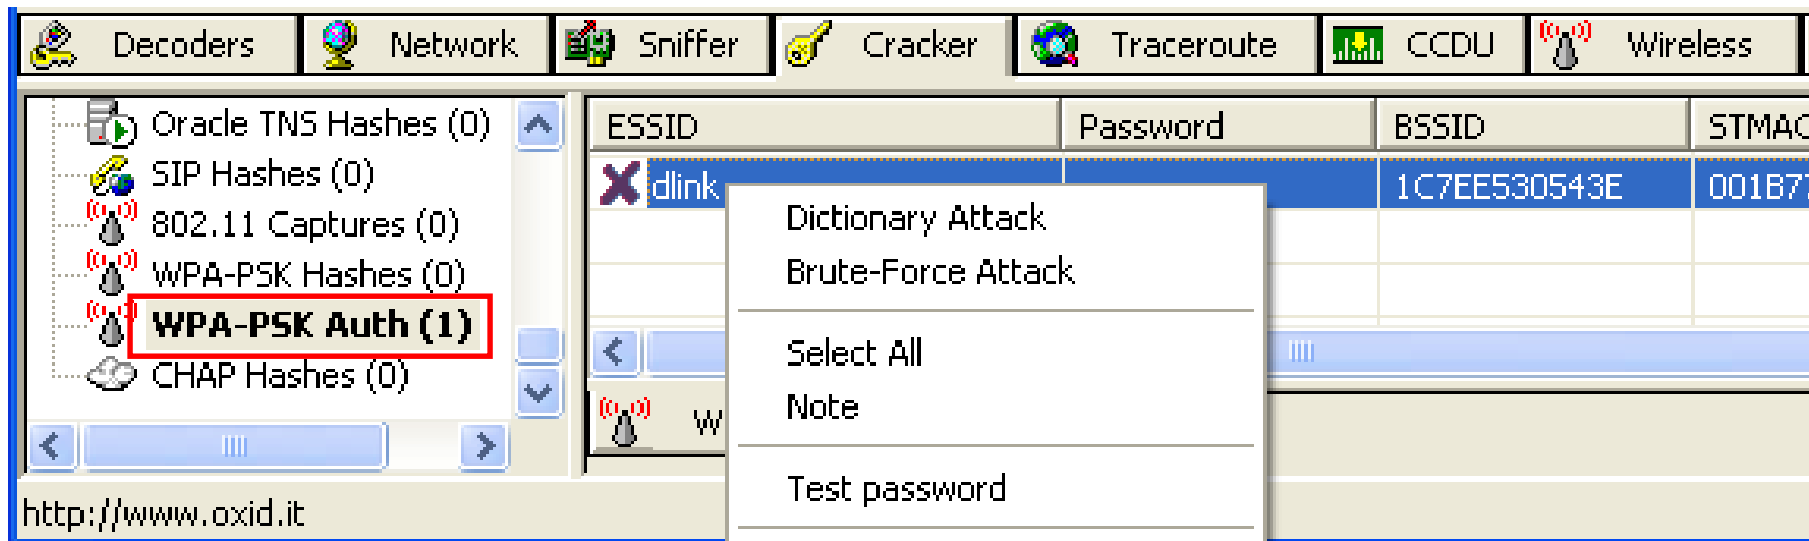 Decoders Network Sniffer Cracker Traceroute CCDU Wireless
Oracle TNS Hashes (0)
SIP Hashes (0)
802.11 Captures (0)
WPA-PSK Hashes (0)
WPA-PSK Auth (1)
CHAP Hashes (0)
ESSID Password BSSID STMAC
dlink 1C7EE530543E 001B77
Dictionary Attack
Brute-Force Attack
Select All
Note
Test password
W
http://www.oxid.it